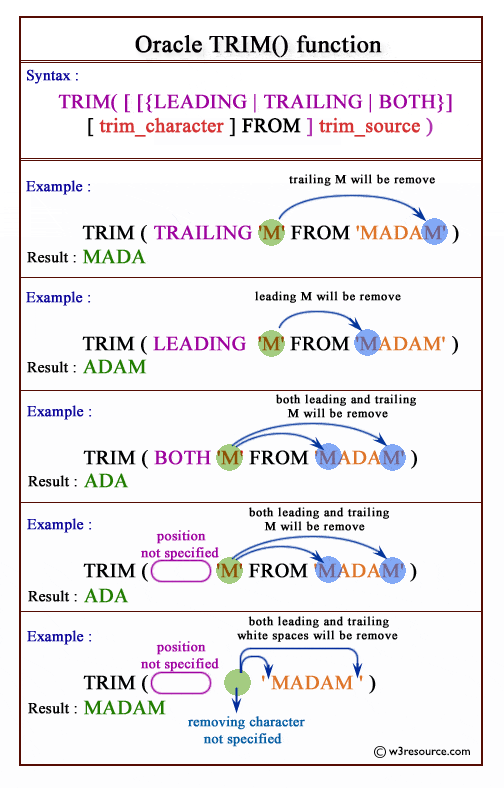 Oracle TRIM() function
Syntax :
TRIM( [ [{LEADING | TRAILING | BOTH}]
[ trim_character ] FROM ] trim_source )
Example :
trailing M will be remove
TRIM ( TRAILING 'M' FROM 'MADAM' )
Result : MADA
Example :
leading M will be remove
TRIM ( LEADING 'M' FROM 'MADAM' )
Result : ADAM
Example :
both leading and trailing
M will be remove
TRIM ( BOTH 'M' FROM 'MADAM' )
Result : ADA
Example :
both leading and trailing
M will be remove
position
not specified
TRIM ( 'M' FROM 'MADAM' )
Result : ADA
Example :
both leading and trailing
white spaces will be remove
position
not specified
TRIM ( ' MADAM ' )
Result : MADAM
removing character
not specified
© w3resource.com